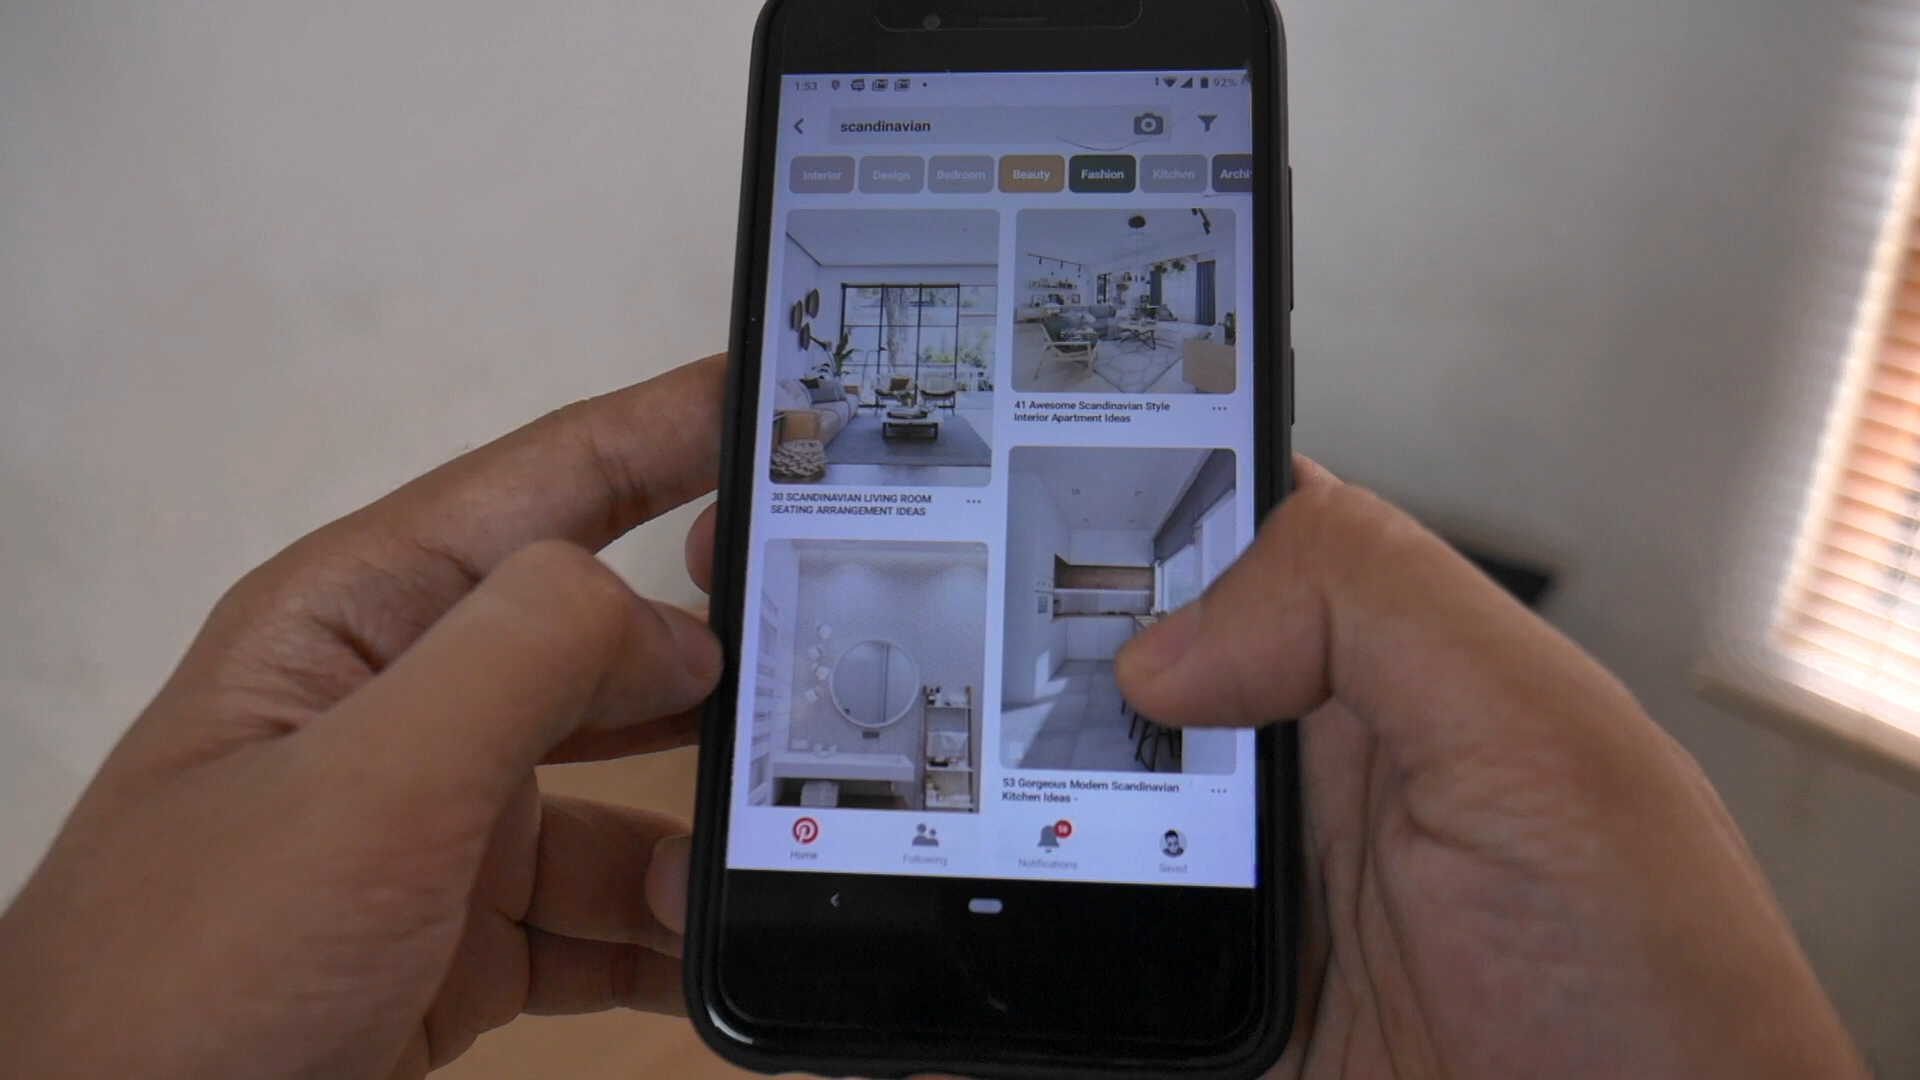 1:53
92%
scandinavian
Interior
Design
Bedroom
Beauty
Fashion
Kitchen
Archi
41 Awesome Scandinavian Style
Interior Apartment Ideas
30 SCANDINAVIAN LIVING ROOM
SEATING ARRANGEMENT IDEAS
53 Gorgeous Modern Scandinavian
Kitchen Ideas -
Home
Following
Notifications
Saved